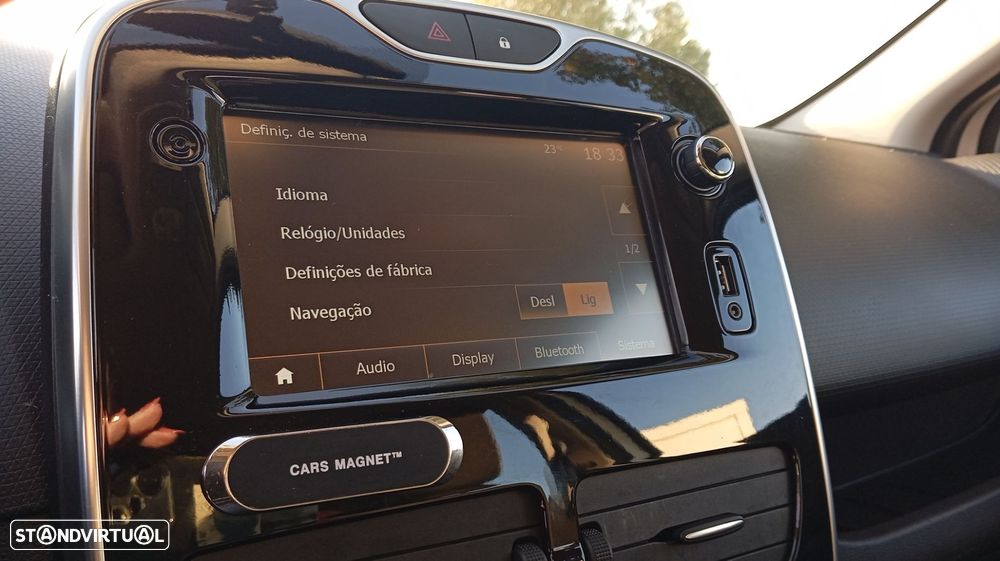 Definiç. de sistema
23°C 18 33
Idioma
Relógio/Unidades
1/2
Definições de fábrica
Navegação Desl Lig
Audio Display Bluetooth Sistema
CARS MAGNET™
STANDVIRTUAL